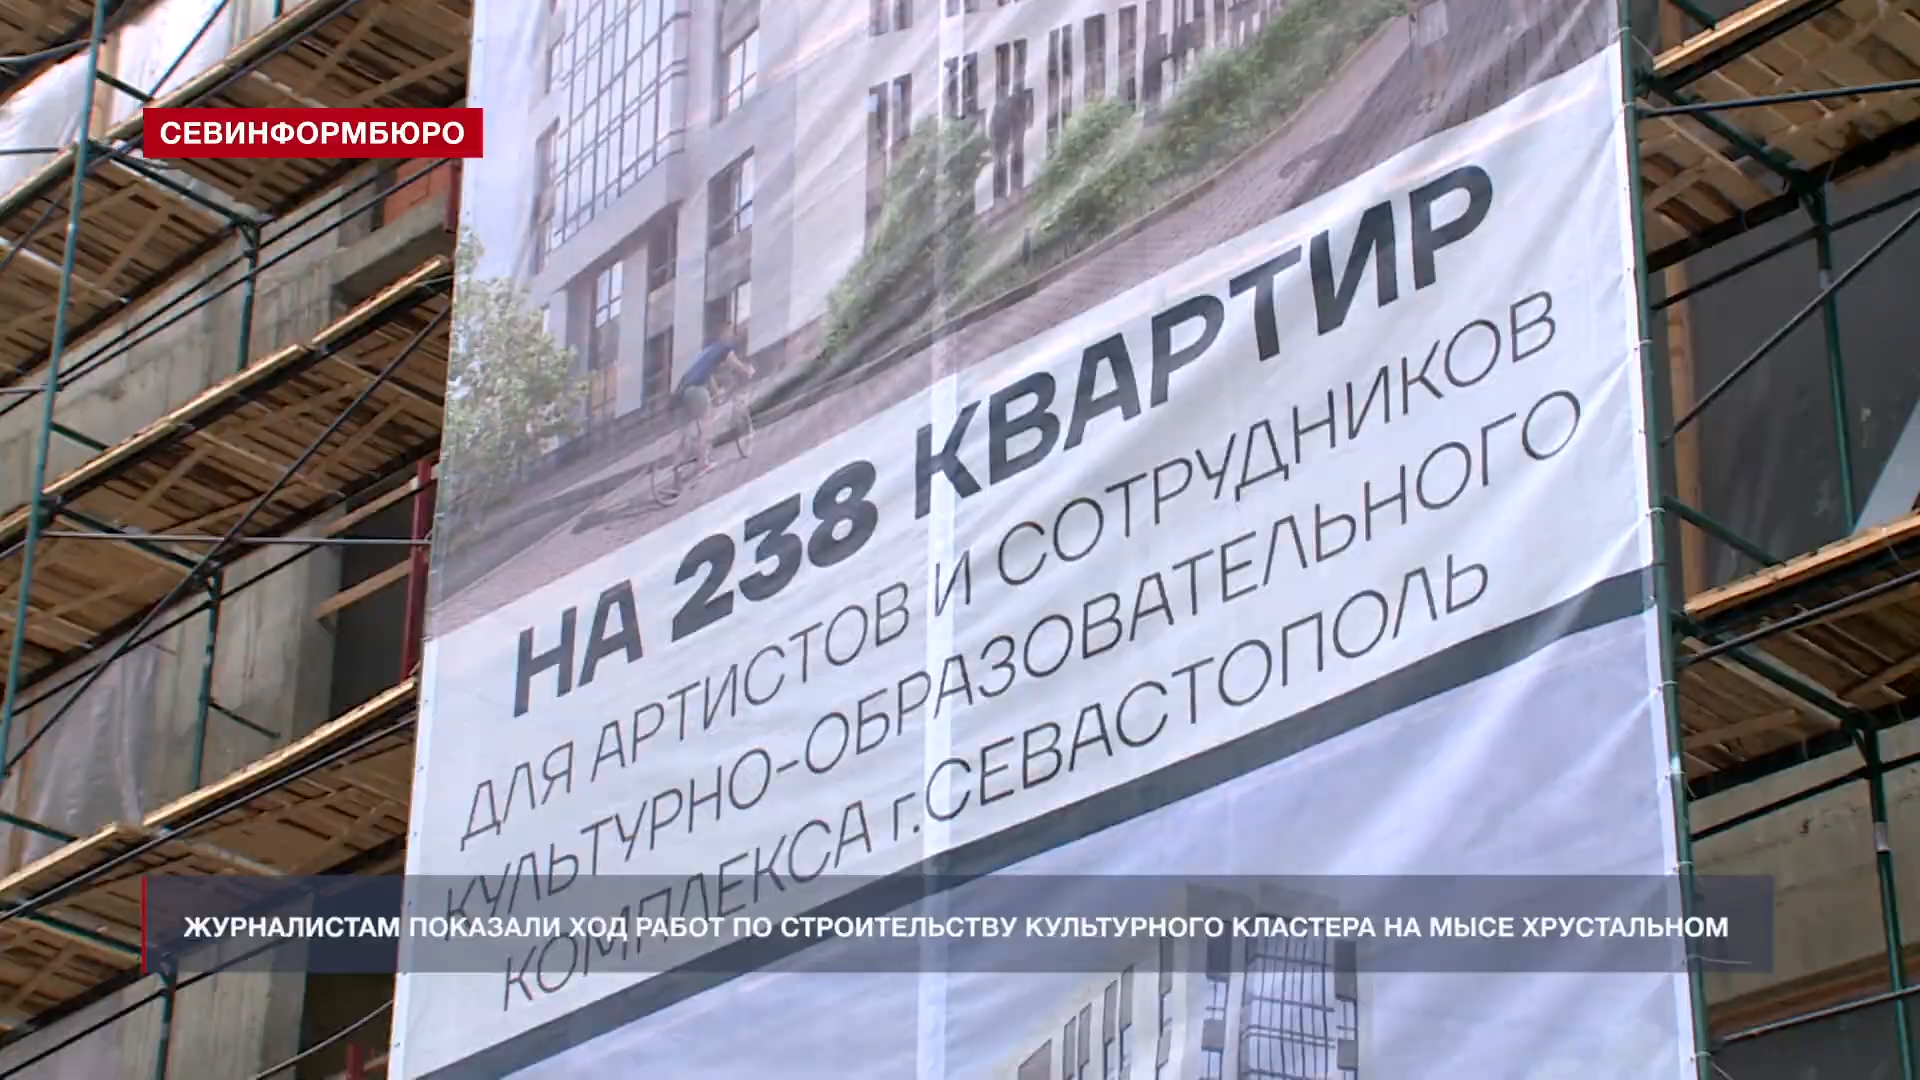 СЕВИНФОРМБЮРО
НА 238 КВАРТИР
ДЛЯ АРТИСТОВ И СОТРУДНИКОВ
КУЛЬТУРНО-ОБРАЗОВАТЕЛЬНОГО
КОМПЛЕКСА г.СЕВАСТОПОЛЬ
ЖУРНАЛИСТАМ ПОКАЗАЛИ ХОД РАБОТ ПО СТРОИТЕЛЬСТВУ КУЛЬТУРНОГО КЛАСТЕРА НА МЫСЕ ХРУСТАЛЬНОМ